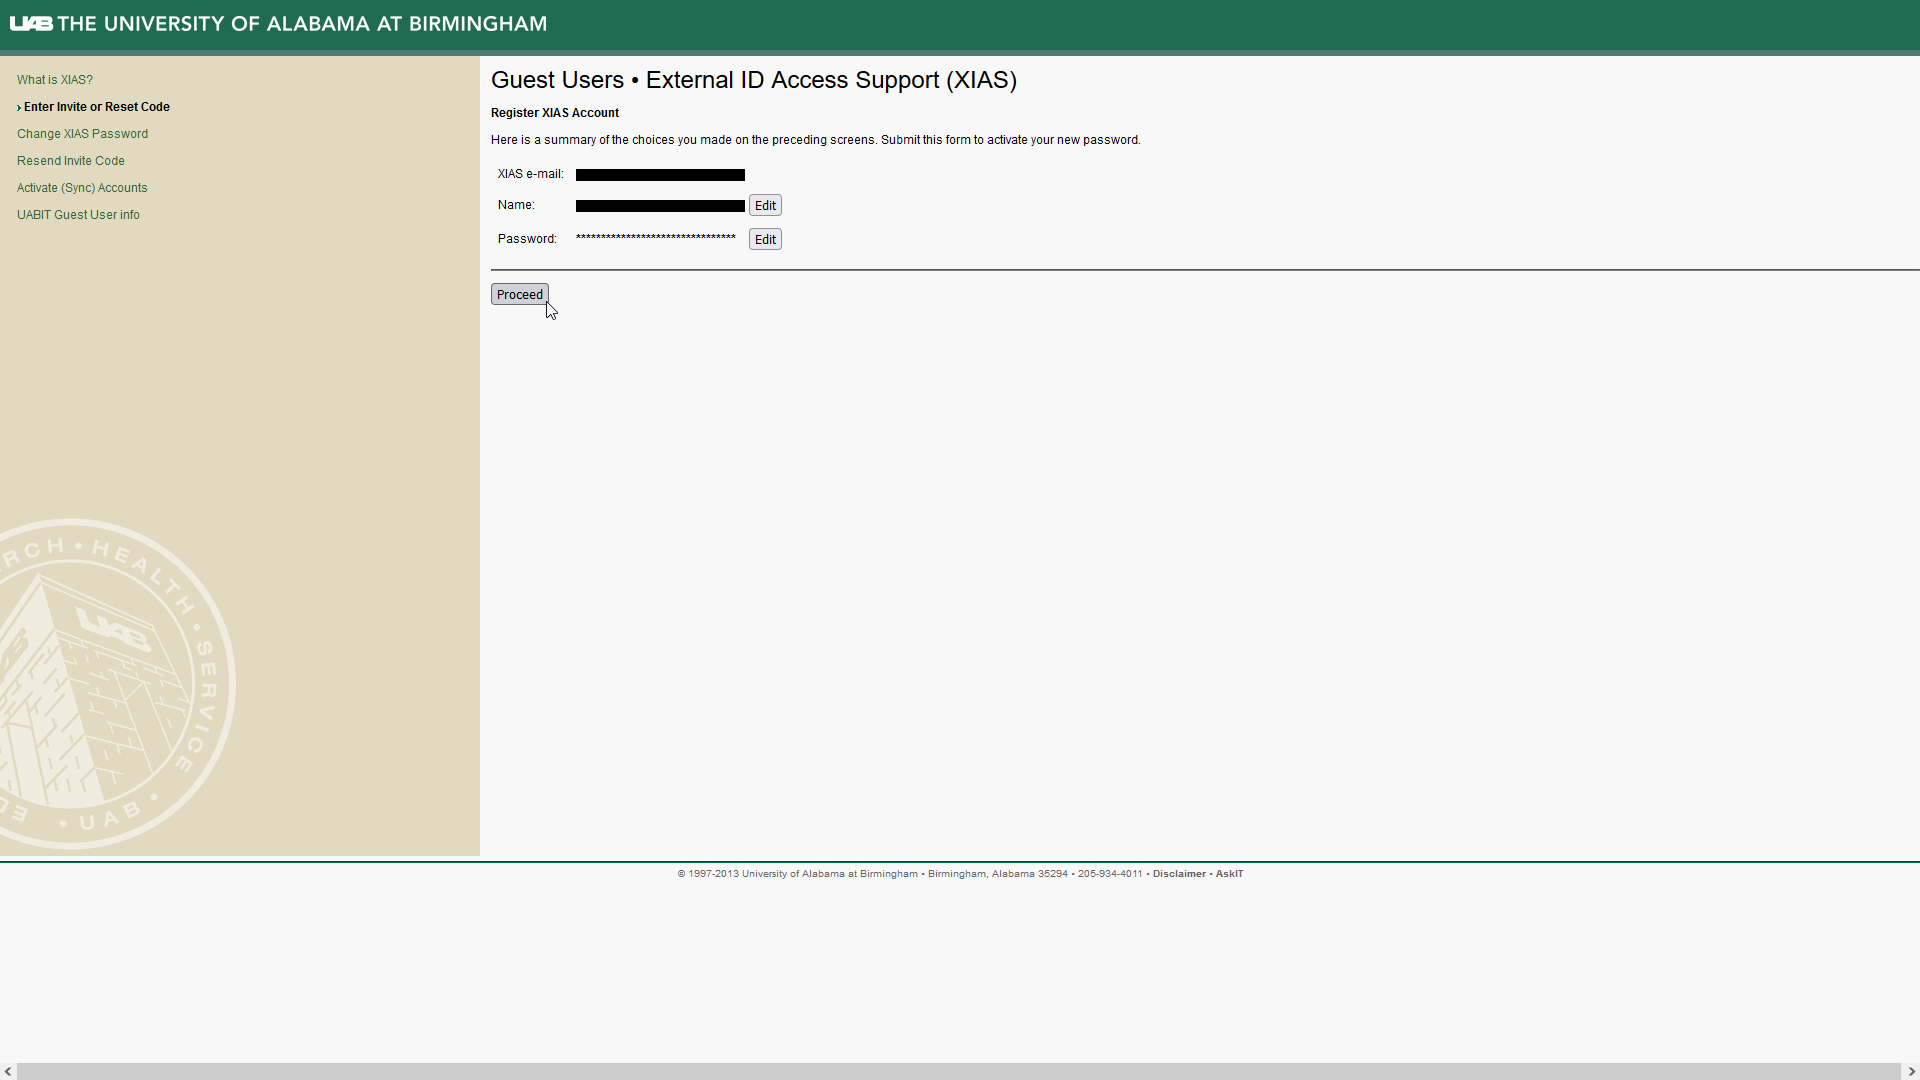 UAB THE UNIVERSITY OF ALABAMA AT BIRMINGHAM
What is XIAS?
› Enter Invite or Reset Code
Change XIAS Password
Resend Invite Code
Activate (Sync) Accounts
UABIT Guest User info
Guest Users • External ID Access Support (XIAS)
Register XIAS Account
Here is a summary of the choices you made on the preceding screens. Submit this form to activate your new password.
XIAS e-mail:
Name: Edit
Password: ******************************** Edit
Proceed
RCH • HEALTH • SERVICE • UAB • ED
UAB
© 1997-2013 University of Alabama at Birmingham • Birmingham, Alabama 35294 • 205-934-4011 • Disclaimer • AskIT